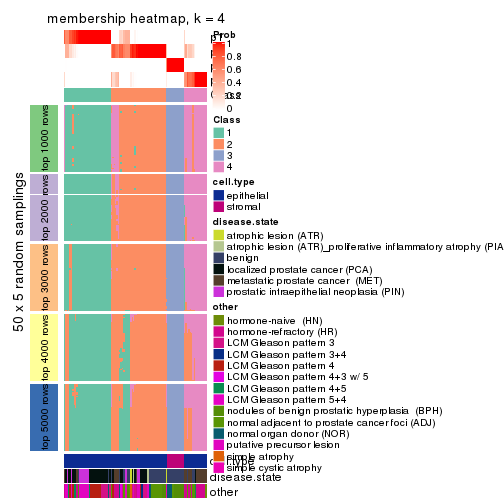 membership heatmap, k = 4
Prob
1
0.8
0.6
0.4
0.2
0
Class
1
2
3
4
cell.type
epithelial
stromal
disease.state
atrophic lesion (ATR)
atrophic lesion (ATR)_proliferative inflammatory atrophy (PIA
benign
localized prostate cancer (PCA)
metastatic prostate cancer (MET)
prostatic intraepithelial neoplasia (PIN)
other
hormone-naive (HN)
hormone-refractory (HR)
LCM Gleason pattern 3
LCM Gleason pattern 3+4
LCM Gleason pattern 4
LCM Gleason pattern 4+3 w/ 5
LCM Gleason pattern 4+5
LCM Gleason pattern 5+4
nodules of benign prostatic hyperplasia (BPH)
normal adjacent to prostate cancer foci (ADJ)
normal organ donor (NOR)
putative precursor lesion
simple atrophy
simple cystic atrophy
disease.state
other
50 x 5 random samplings
top 1000 rows
top 2000 rows
top 3000 rows
top 4000 rows
top 5000 rows